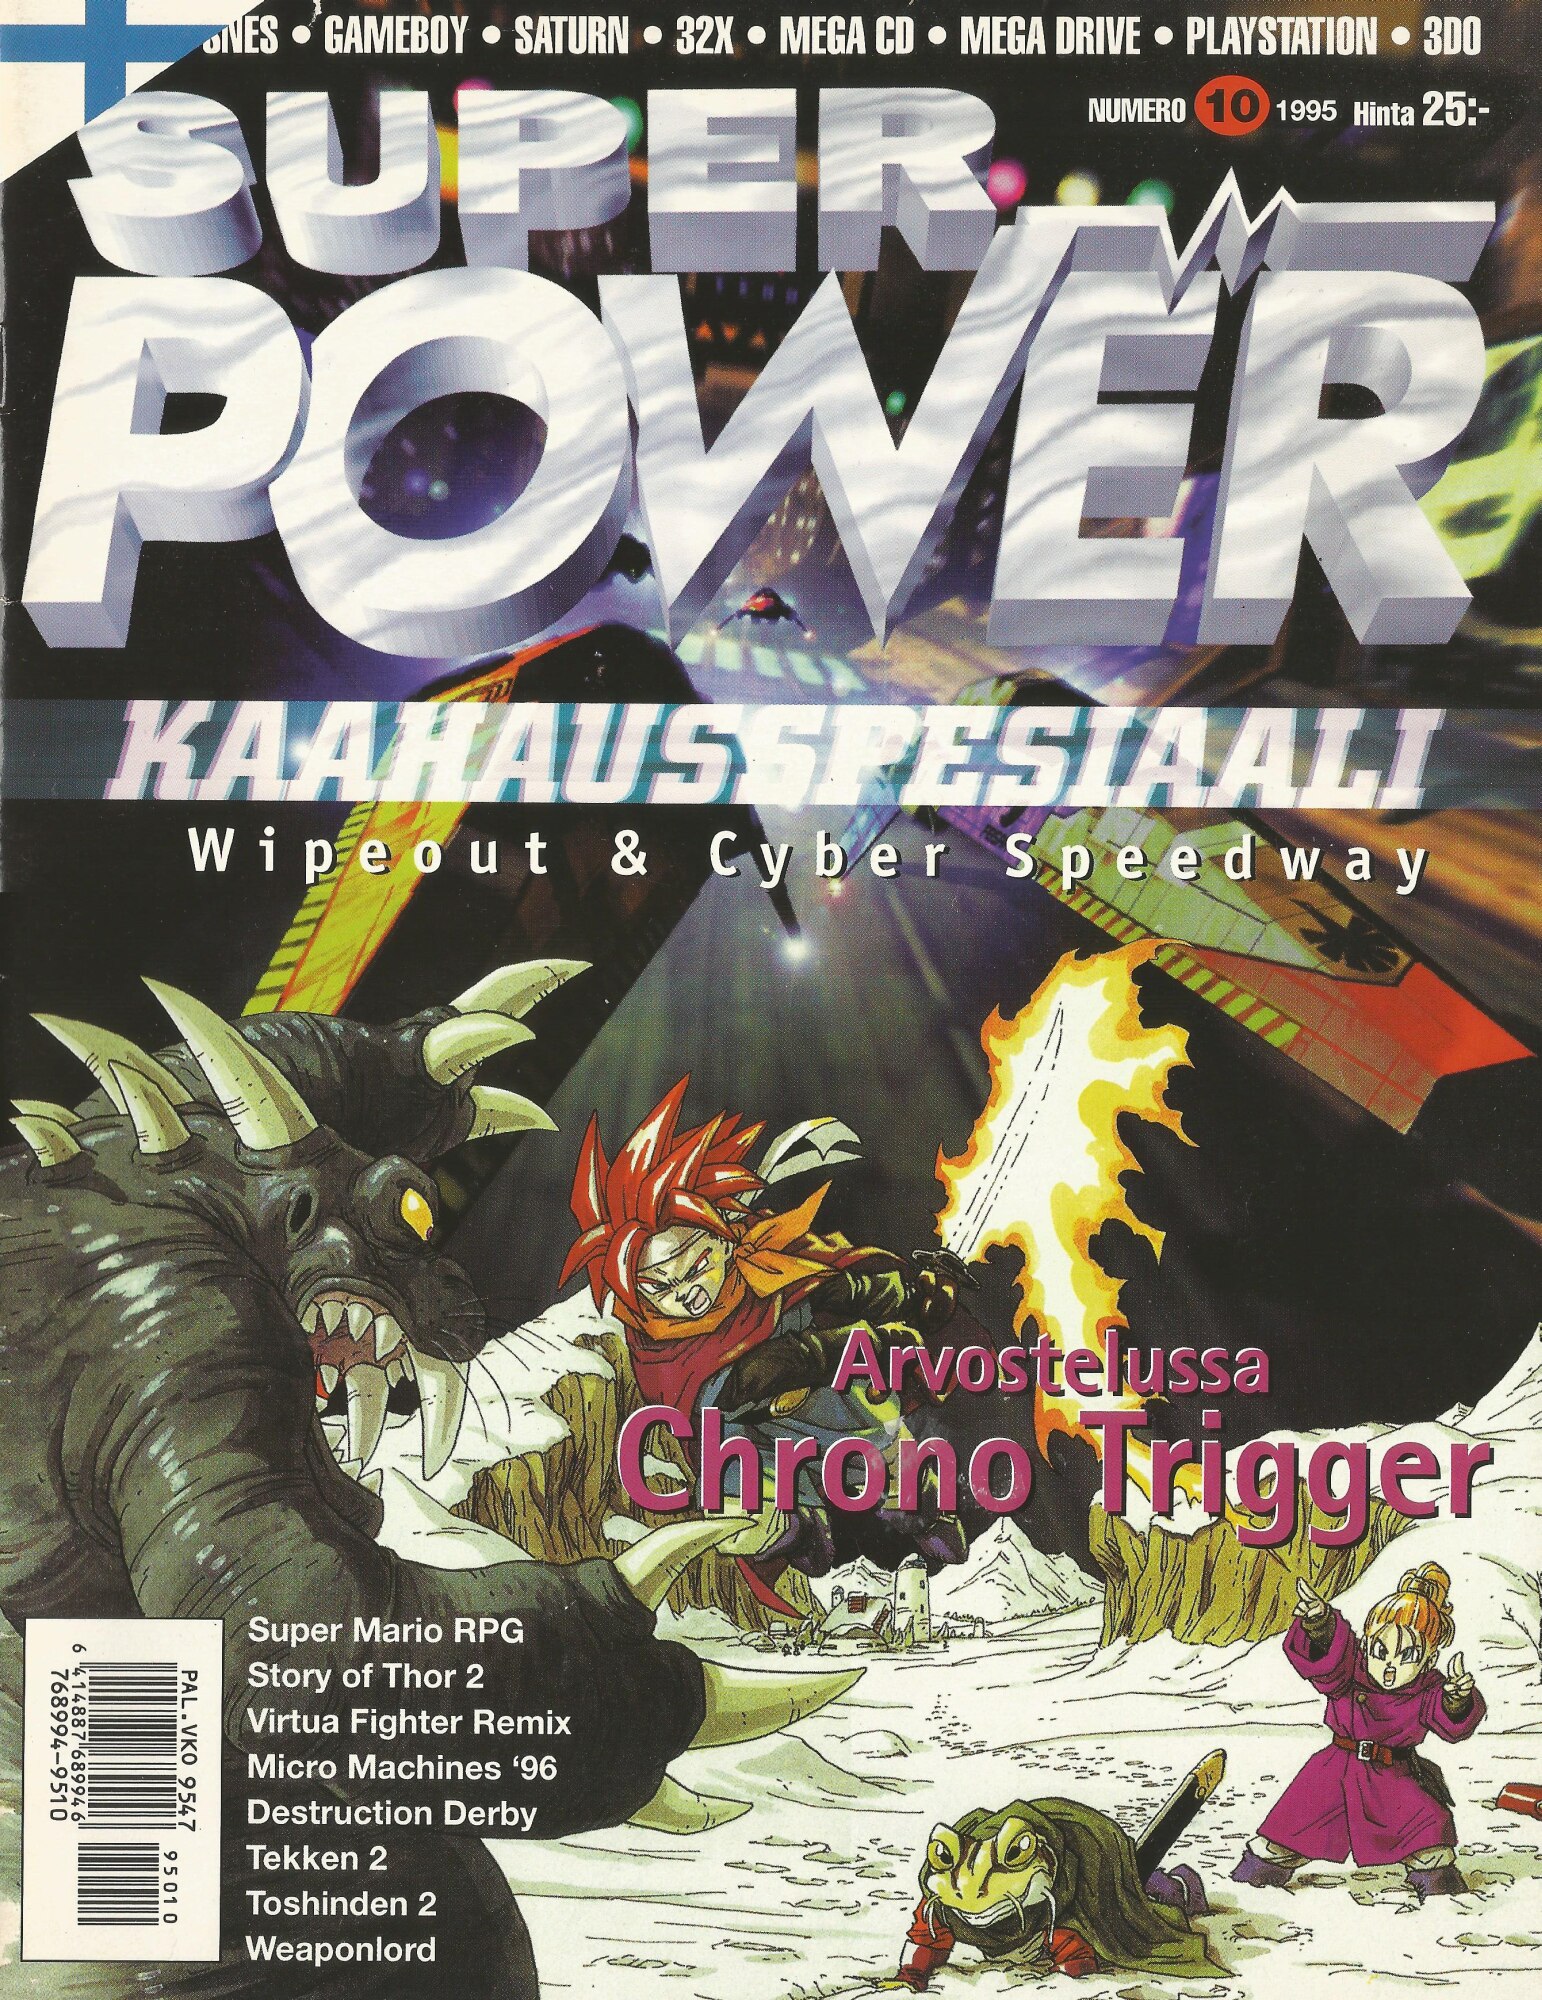 SNES • GAMEBOY • SATURN • 32X • MEGA CD • MEGA DRIVE • PLAYSTATION • 3DO
NUMERO 10 1995 Hinta 25:-
SUPER
POWER
KAAHAUSSPESIAALI
Wipeout & Cyber Speedway
Arvostelussa
Chrono Trigger
Super Mario RPG
Story of Thor 2
Virtua Fighter Remix
Micro Machines ‘96
Destruction Derby
Tekken 2
Toshinden 2
Weaponlord
PAL.VKO 9547
95010
6 414887 689946
768994-9510